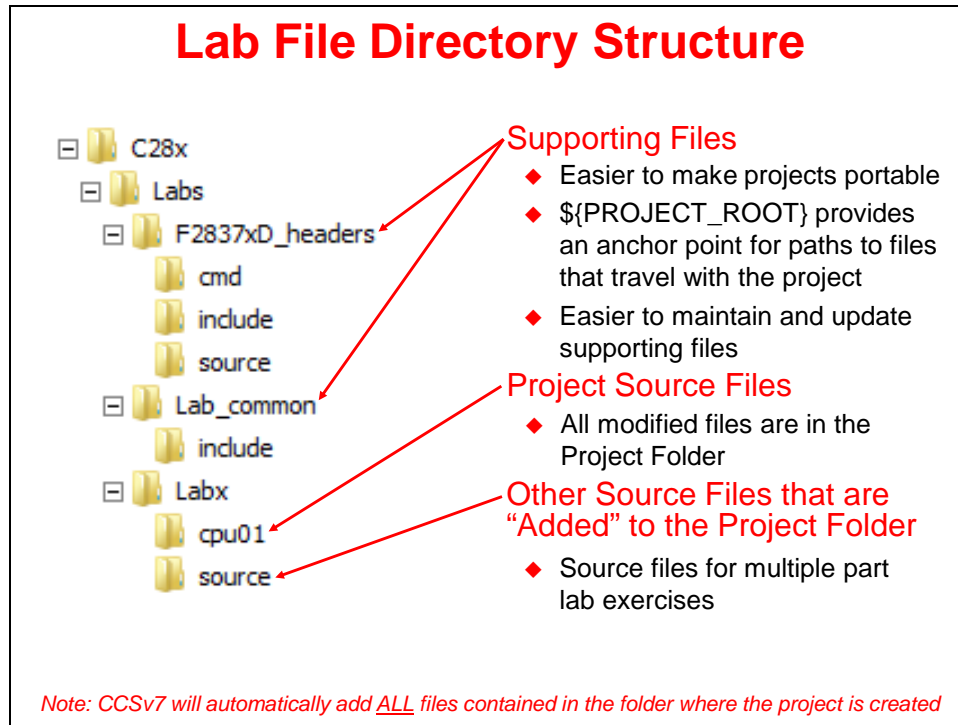 Lab File Directory Structure
C28x
Labs
F2837xD_headers
cmd
include
source
Lab_common
include
Labx
cpu01
source
Supporting Files
Easier to make projects portable
${PROJECT_ROOT} provides
an anchor point for paths to files
that travel with the project
Easier to maintain and update
supporting files
Project Source Files
All modified files are in the
Project Folder
Other Source Files that are
“Added” to the Project Folder
Source files for multiple part
lab exercises
Note: CCSv7 will automatically add ALL files contained in the folder where the project is created